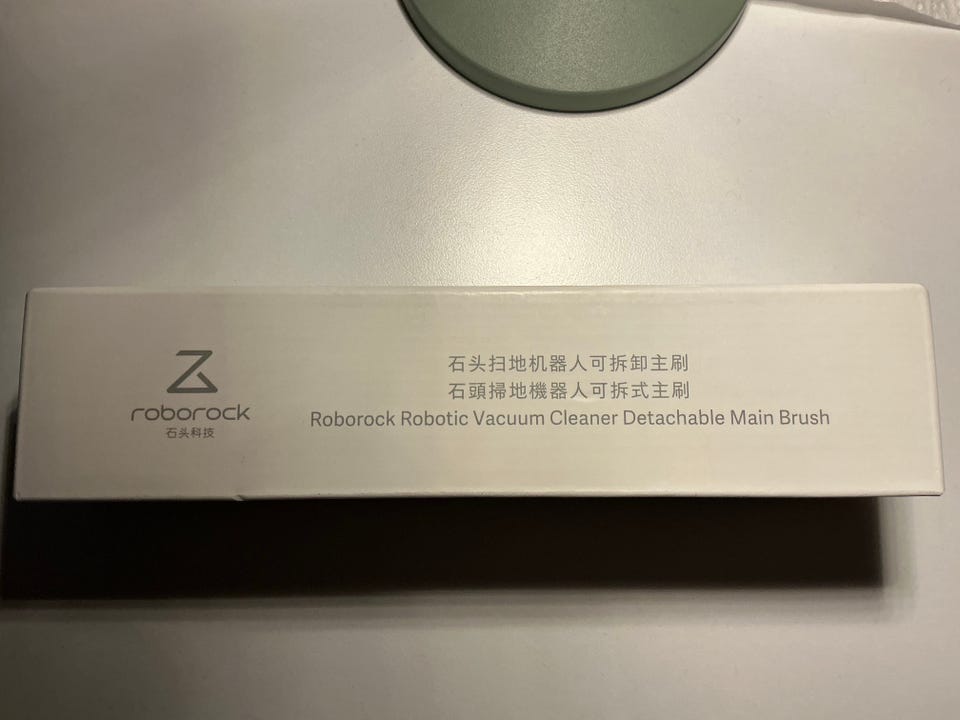 roborock
石头科技
石头扫地机器人可拆卸主刷
石頭掃地機器人可拆式主刷
Roborock Robotic Vacuum Cleaner Detachable Main Brush